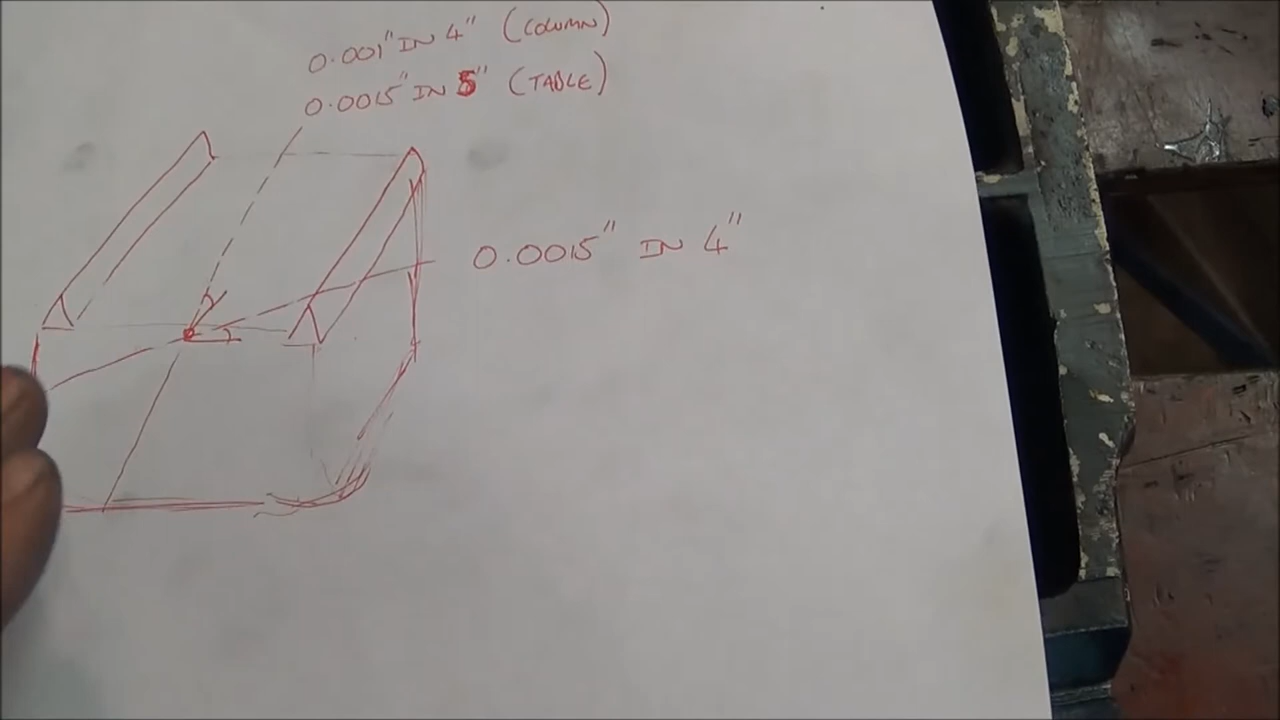 0.001" IN 4" (COLUMN)
0.0015" IN 5" (TABLE)
0.0015" IN 4"